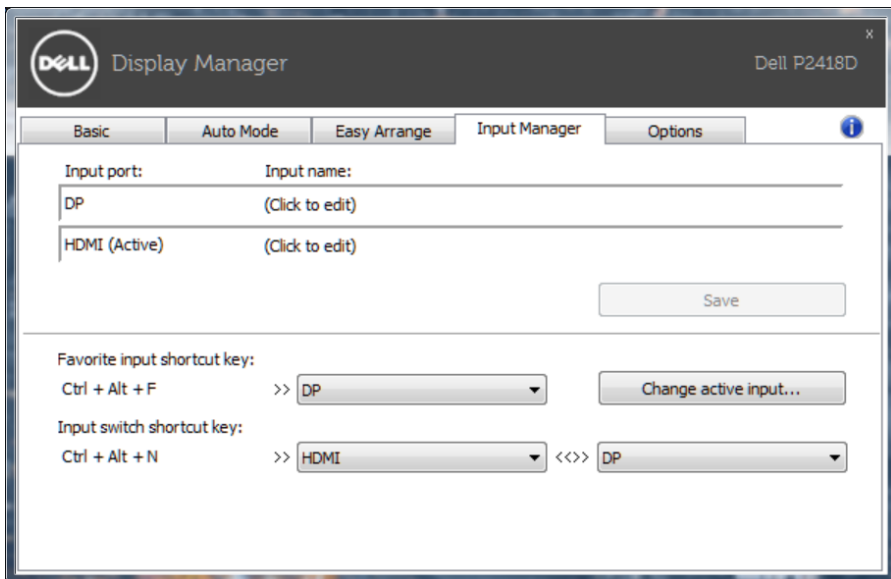 x
DELL Display Manager Dell P2418D
Basic Auto Mode Easy Arrange Input Manager Options i
Input port: Input name:
DP (Click to edit)
HDMI (Active) (Click to edit)
Save
Favorite input shortcut key:
Ctrl + Alt + F >> DP Change active input...
Input switch shortcut key:
Ctrl + Alt + N >> HDMI <<>> DP